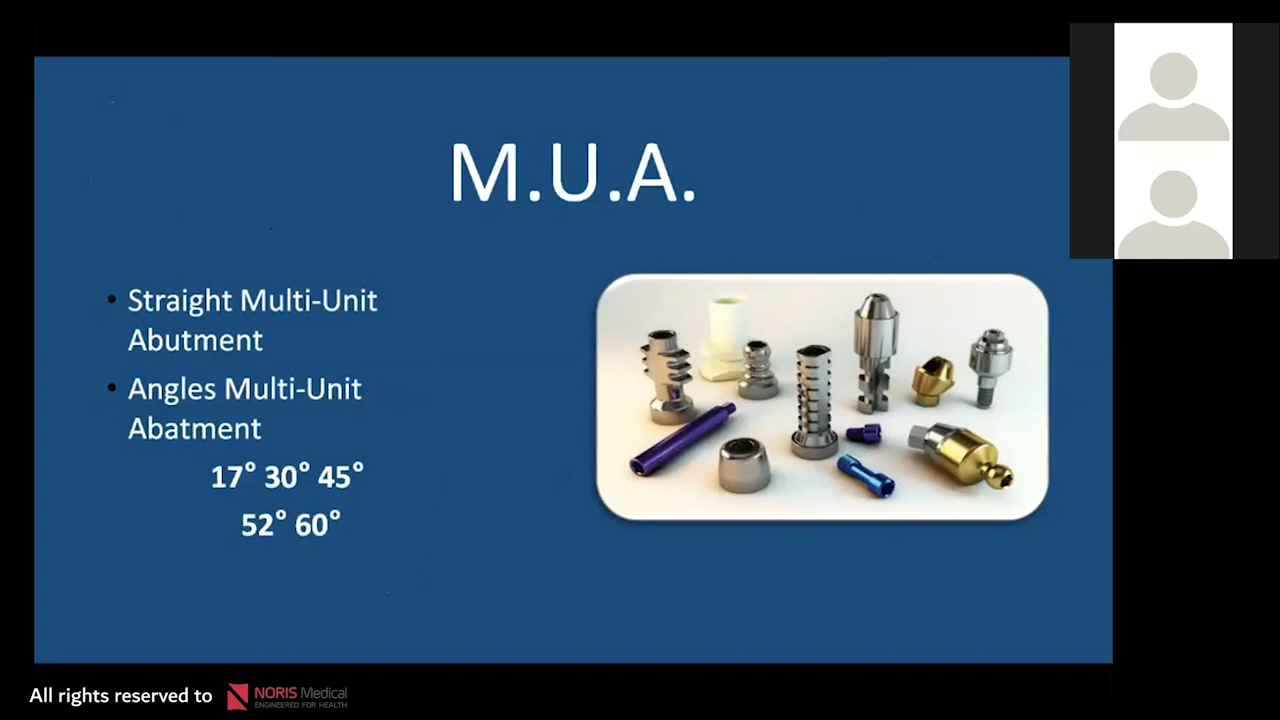 M.U.A.
• Straight Multi-Unit
Abutment
• Angles Multi-Unit
Abatment
17° 30° 45°
52° 60°
All rights reserved to
NORIS Medical
ENGINEERED FOR HEALTH